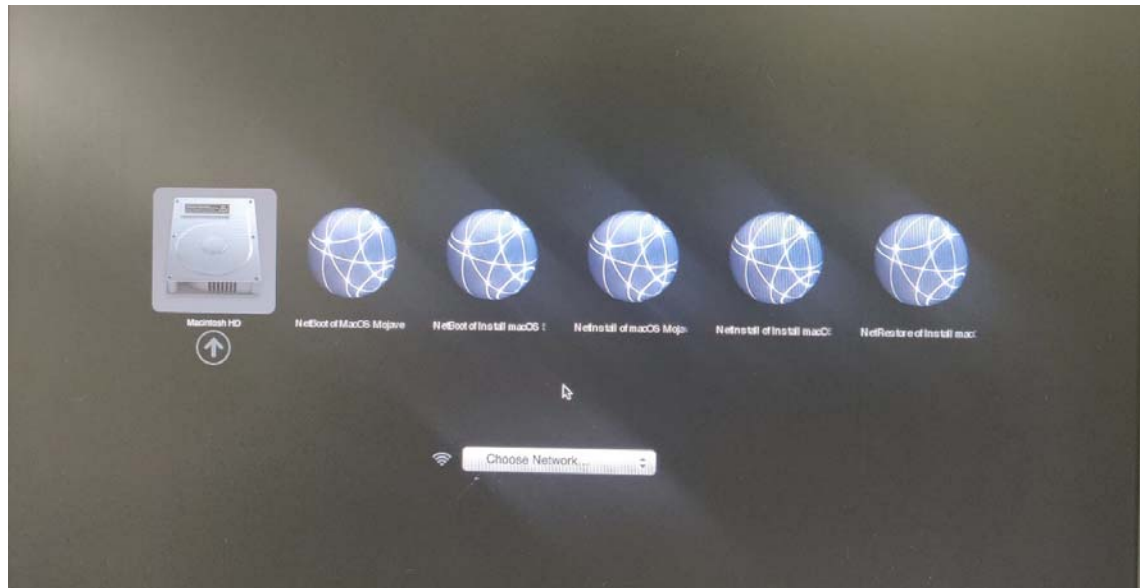 Macintosh HD
NetBoot of MacOS Mojave
NetBoot of Install macOS
NetInstall of macOS Moja
NetInstall of Install macO
NetRestore of Install mac
Choose Network...